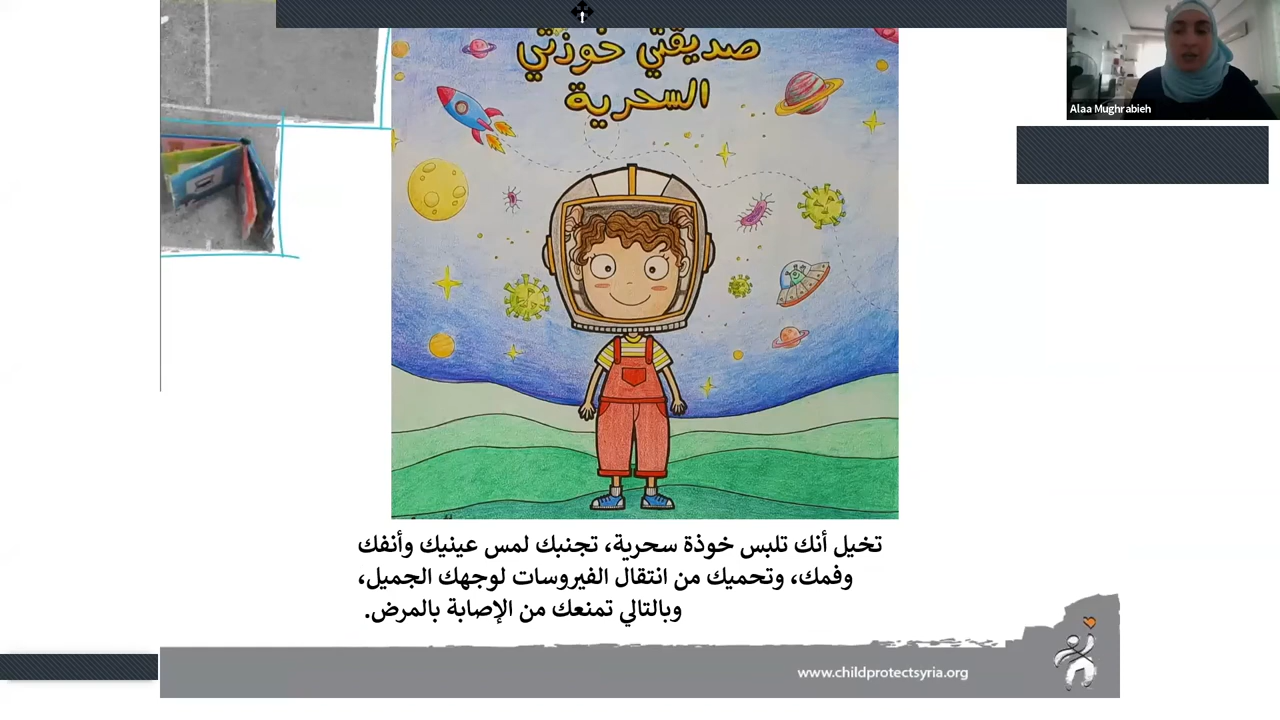 صديقتي خوذتي
السحرية
Alaa Mughrabieh
تخيل أنك تلبس خوذة سحرية، تجنبك لمس عينيك وأنفك
وفمك، وتحميك من انتقال الفيروسات لوجهك الجميل،
وبالتالي تمنعك من الإصابة بالمرض.
www.childprotectsyria.org